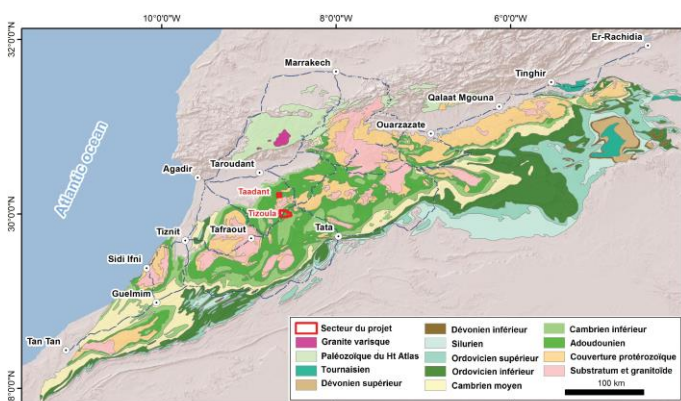 10°0'0"W 8°0'0"W 6°0'0"W
32°0'0"N
Er-Rachidia
Marrakech
Tinghir
Qalaat Mgouna
Ouarzazate
Atlantic ocean
Taroudant
Agadir
Taadant
Tizoula
30°0'0"N
Tiznit
Tafraout
Tata
Sidi Ifni
Guelmim
Tan Tan
8°0'0"N
Secteur du projet
Granite varisque
Paléozoïque du Ht Atlas
Tournaisien
Dévonien supérieur
Dévonien inférieur
Silurien
Ordovicien supérieur
Ordovicien inférieur
Cambrien moyen
Cambrien inférieur
Adoudounien
Couverture protérozoïque
Substratum et granitoïde
100 km